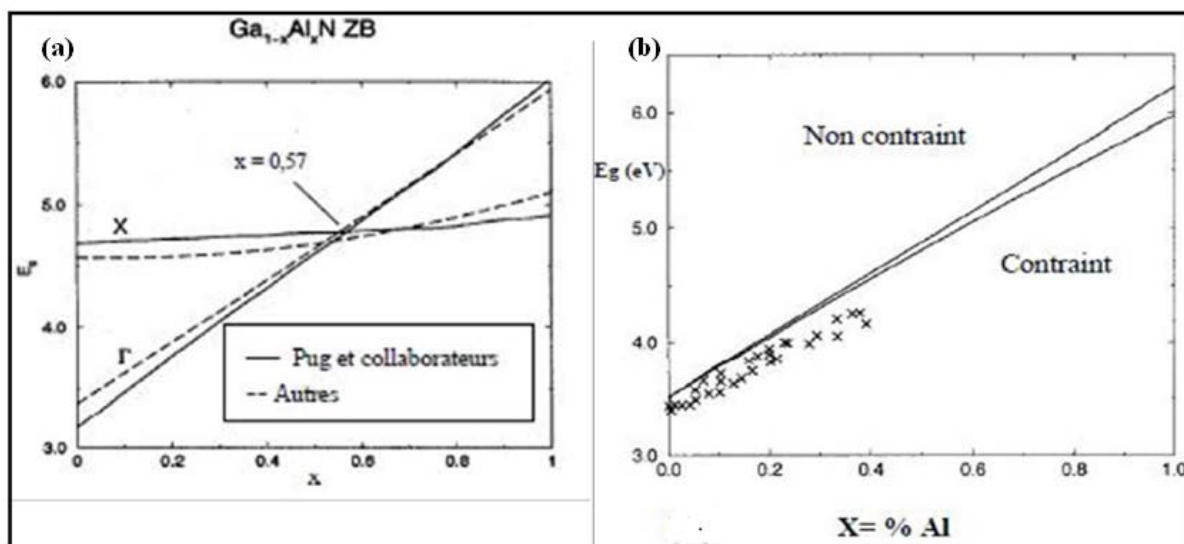 Ga₁₋ₓAlₓN ZB
(a)
6.0
5.0
4.0
3.0
E
x = 0,57
X
Γ
Pug et collaborateurs
Autres
0
0.2
0.4
0.6
0.8
1
x
(b)
6.0
Eg (eV)
5.0
4.0
3.0
Non contraint
Contraint
0.0
0.2
0.4
0.6
0.8
1.0
X= % Al